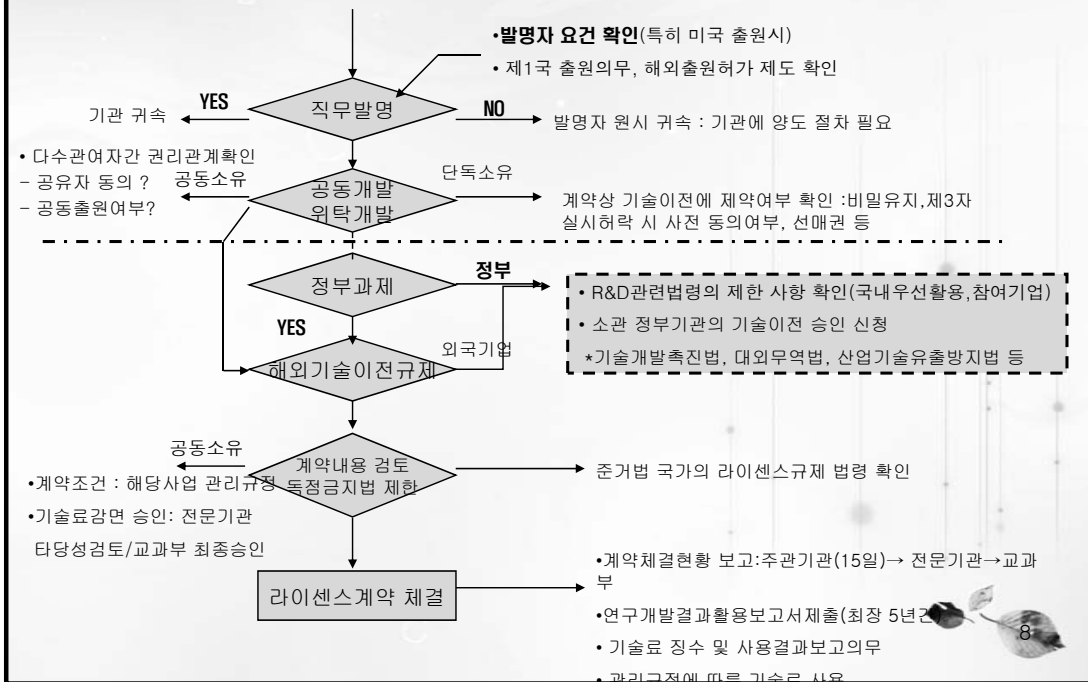 •발명자 요건 확인(특히 미국 출원시)
• 제1국 출원의무, 해외출원허가 제도 확인
직무발명
YES
기관 귀속
NO
발명자 원시 귀속 : 기관에 양도 절차 필요
• 다수관여자간 권리관계확인
- 공유자 동의 ?
- 공동출원여부?
공동소유
공동개발
위탁개발
단독소유
계약상 기술이전에 제약여부 확인 :비밀유지,제3자
실시허락 시 사전 동의여부, 선매권 등
정부과제
정부
YES
• R&D관련법령의 제한 사항 확인(국내우선활용,참여기업)
• 소관 정부기관의 기술이전 승인 신청
*기술개발촉진법, 대외무역법, 산업기술유출방지법 등
외국기업
해외기술이전규제
공동소유
계약내용 검토
독점금지법 제한
준거법 국가의 라이센스규제 법령 확인
•계약조건 : 해당사업 관리규정
•기술료감면 승인: 전문기관
타당성검토/교과부 최종승인
라이센스계약 체결
•계약체결현황 보고:주관기관(15일)→ 전문기관→교과
부
•연구개발결과활용보고서제출(최장 5년간)
• 기술료 징수 및 사용결과보고의무
• 관리규정에 따른 기술료 사용
8